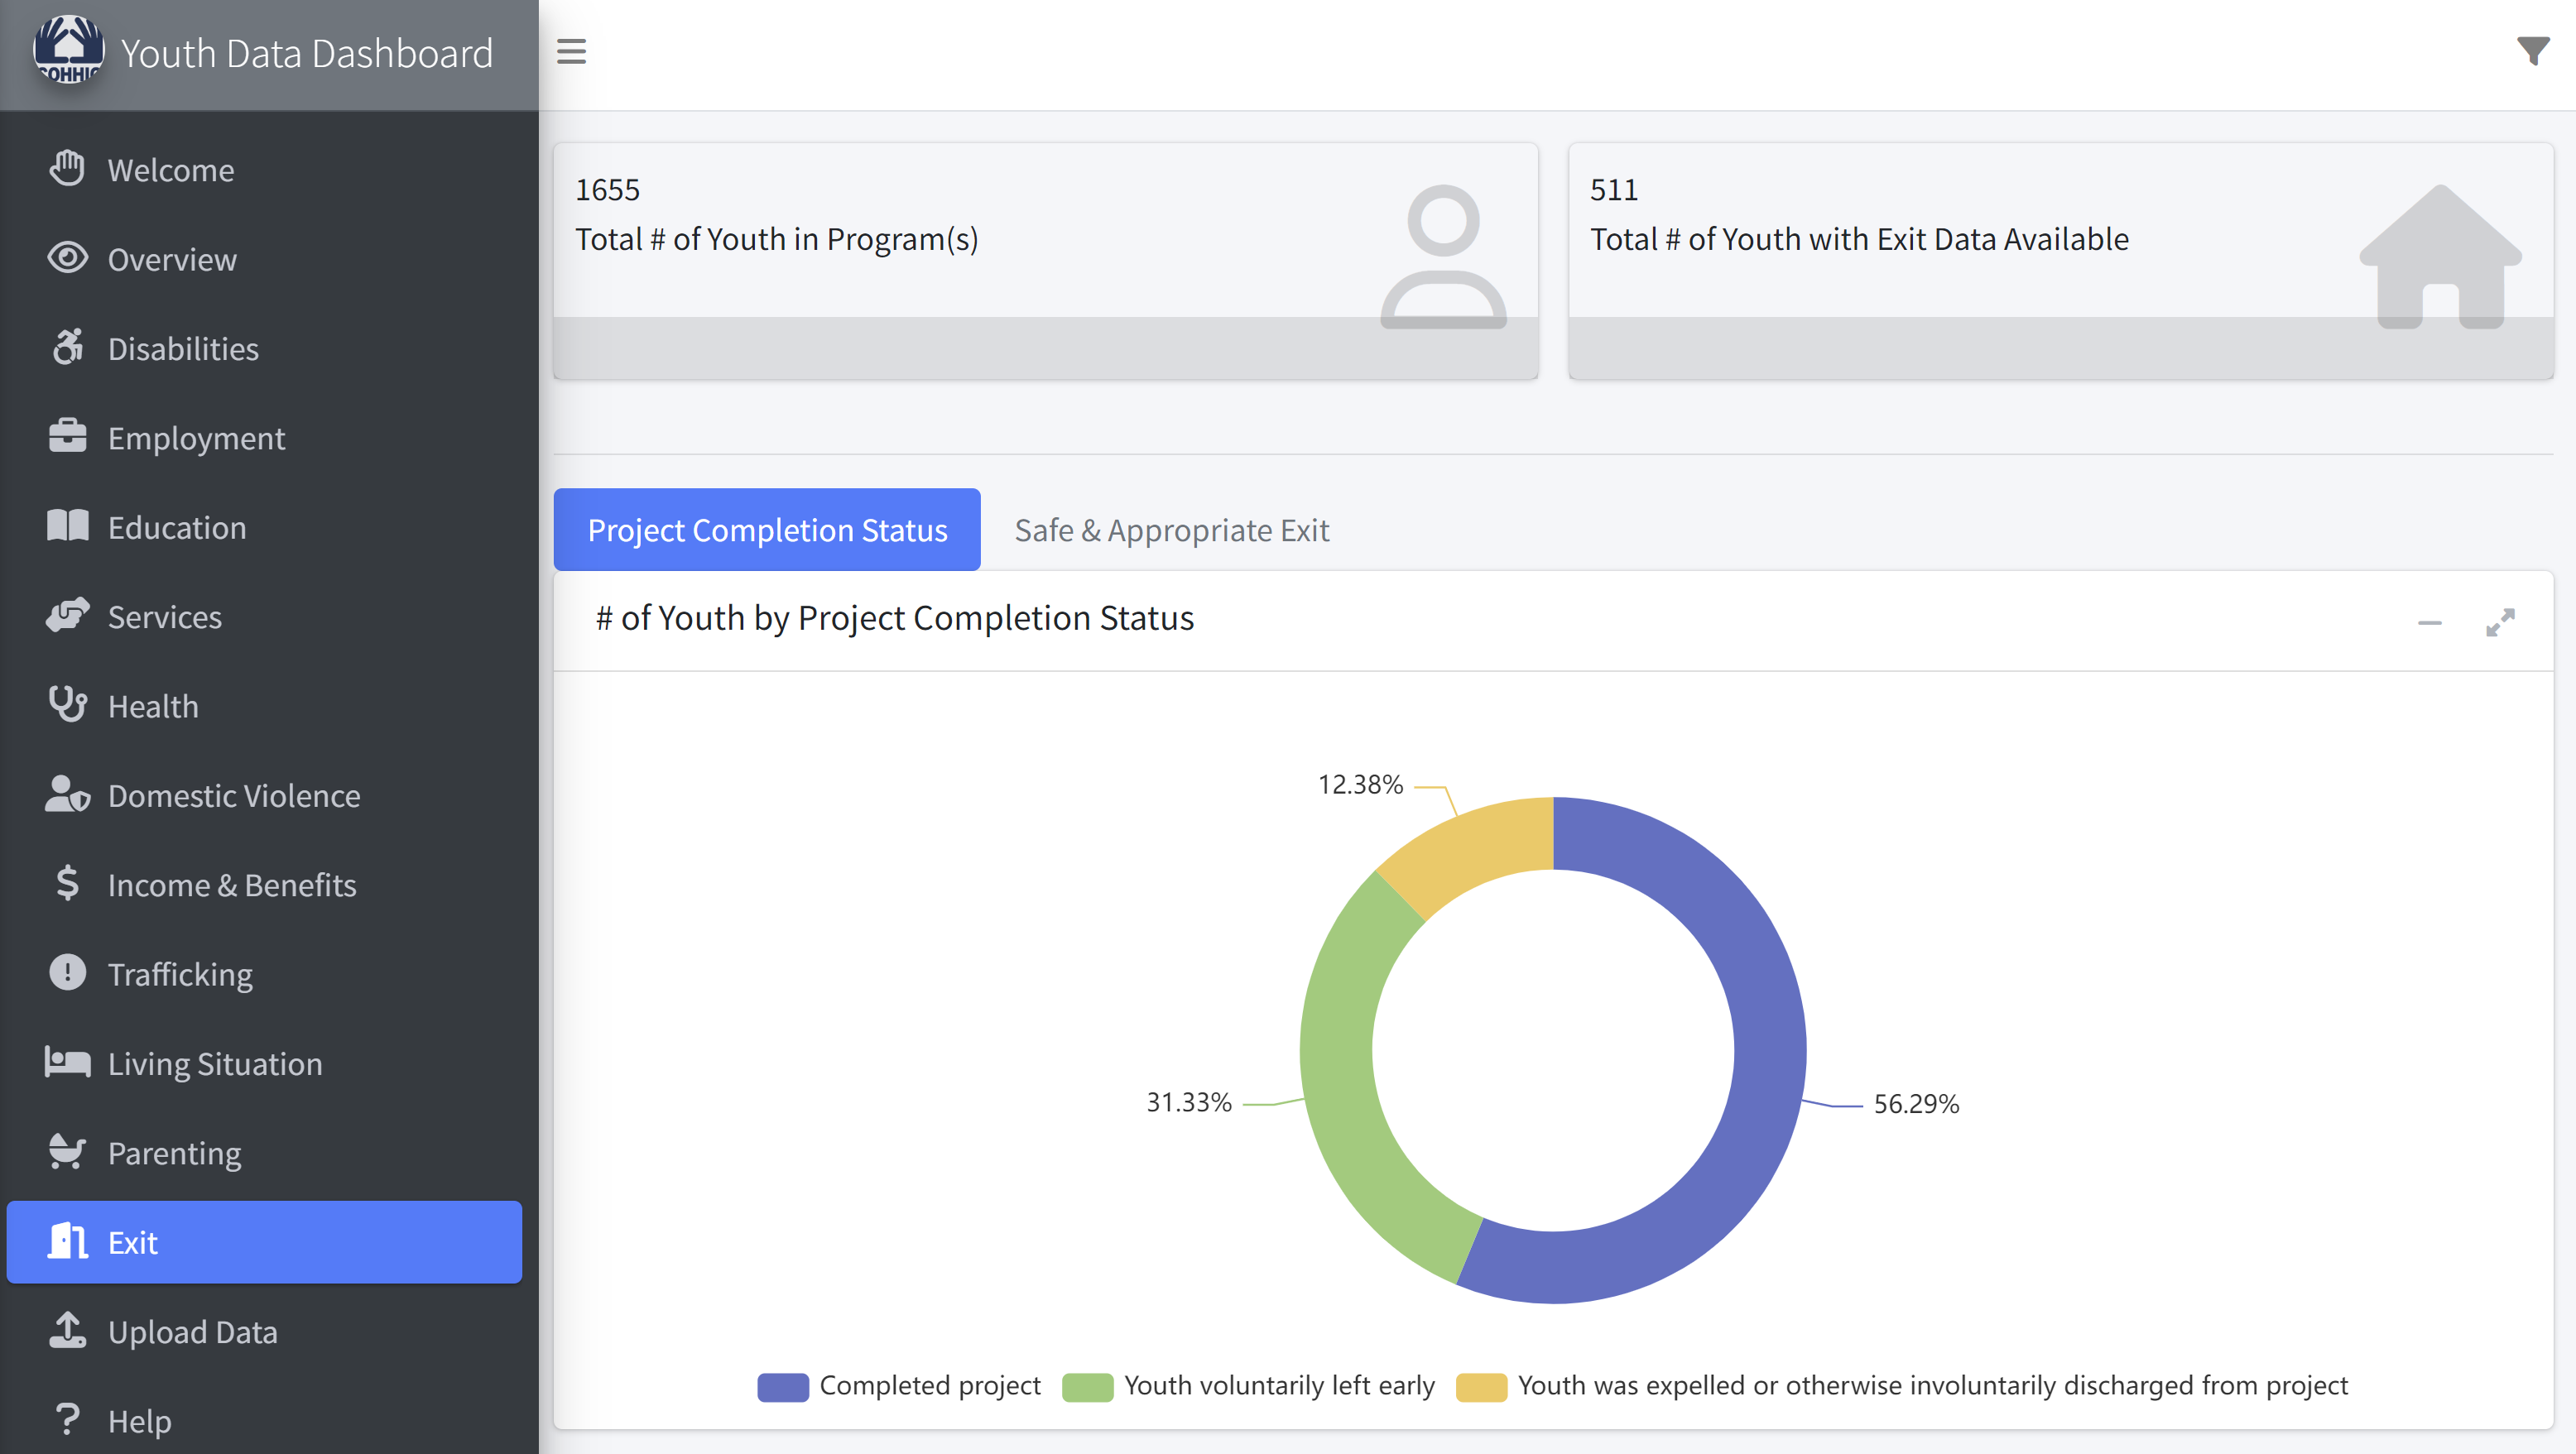 COHHIO
Youth Data Dashboard
Welcome
Overview
Disabilities
Employment
Education
Services
Health
Domestic Violence
Income & Benefits
Trafficking
Living Situation
Parenting
Exit
Upload Data
Help
1655
Total # of Youth in Program(s)
511
Total # of Youth with Exit Data Available
Project Completion Status
Safe & Appropriate Exit
# of Youth by Project Completion Status
12.38%
31.33%
56.29%
Completed project
Youth voluntarily left early
Youth was expelled or otherwise involuntarily discharged from project